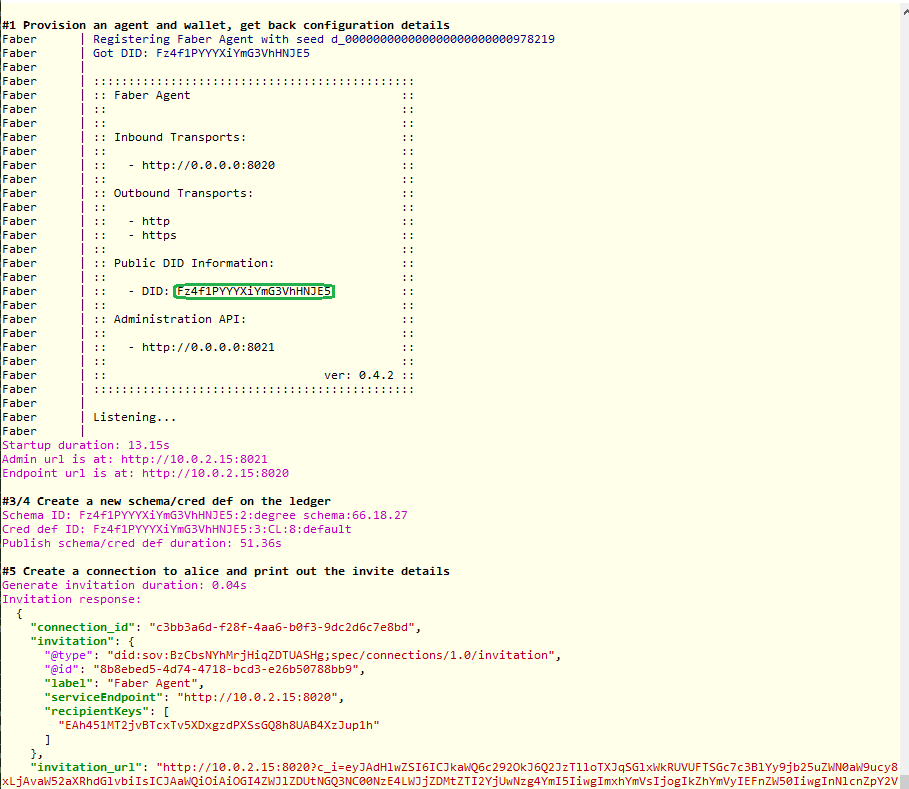 #1 Provision an agent and wallet, get back configuration details
Faber | Registering Faber Agent with seed d_000000000000000000000000978219
Faber | Got DID: Fz4f1PYYYXiYmG3VhHNJE5
Faber |
Faber | ::::::::::::::::::::::::::::::::::::::::::::::
Faber | :: Faber Agent ::
Faber | :: ::
Faber | :: ::
Faber | :: Inbound Transports: ::
Faber | :: ::
Faber | :: - http://0.0.0.0:8020 ::
Faber | :: ::
Faber | :: Outbound Transports: ::
Faber | :: ::
Faber | :: - http ::
Faber | :: - https ::
Faber | :: ::
Faber | :: Public DID Information: ::
Faber | :: ::
Faber | :: - DID: Fz4f1PYYYXiYmG3VhHNJE5 ::
Faber | :: ::
Faber | :: Administration API: ::
Faber | :: ::
Faber | :: - http://0.0.0.0:8021 ::
Faber | :: ::
Faber | :: ver: 0.4.2 ::
Faber | ::::::::::::::::::::::::::::::::::::::::::::::
Faber |
Faber | Listening...
Faber |
Startup duration: 13.15s
Admin url is at: http://10.0.2.15:8021
Endpoint url is at: http://10.0.2.15:8020
#3/4 Create a new schema/cred def on the ledger
Schema ID: Fz4f1PYYYXiYmG3VhHNJE5:2:degree schema:66.18.27
Cred def ID: Fz4f1PYYYXiYmG3VhHNJE5:3:CL:8:default
Publish schema/cred def duration: 51.36s
#5 Create a connection to alice and print out the invite details
Generate invitation duration: 0.04s
Invitation response:
{
"connection_id": "c3bb3a6d-f28f-4aa6-b0f3-9dc2d6c7e8bd",
"invitation": {
"@type": "did:sov:BzCbsNYhMrjHiqZDTUASHg;spec/connections/1.0/invitation",
"@id": "8b8ebed5-4d74-4718-bcd3-e26b50788bb9",
"label": "Faber Agent",
"serviceEndpoint": "http://10.0.2.15:8020",
"recipientKeys": [
"EAh451MT2jvBTcxTv5XDxgzdPXSsGQ8h8UAB4XzJup1h"
]
},
"invitation_url": "http://10.0.2.15:8020?c_i=eyJAdHlwZSI6ICJkaWQ6c292OkJ6Q2JzTlloTXJqSGlxWkRUVUFTSGc7c3BlYy9jb25uZWN0aW9ucy8
xLjAvaW52aXRhdGlvbiIsICJAaWQiOiAiOGI4ZWJlZDUtNGQ3NC00NzE4LWJjZDMtZTI2YjUwNzg4YmI5IiwgImxhYmVsIjogIkZhYmVyIEFnZW50IiwgInNlcnZpY2V